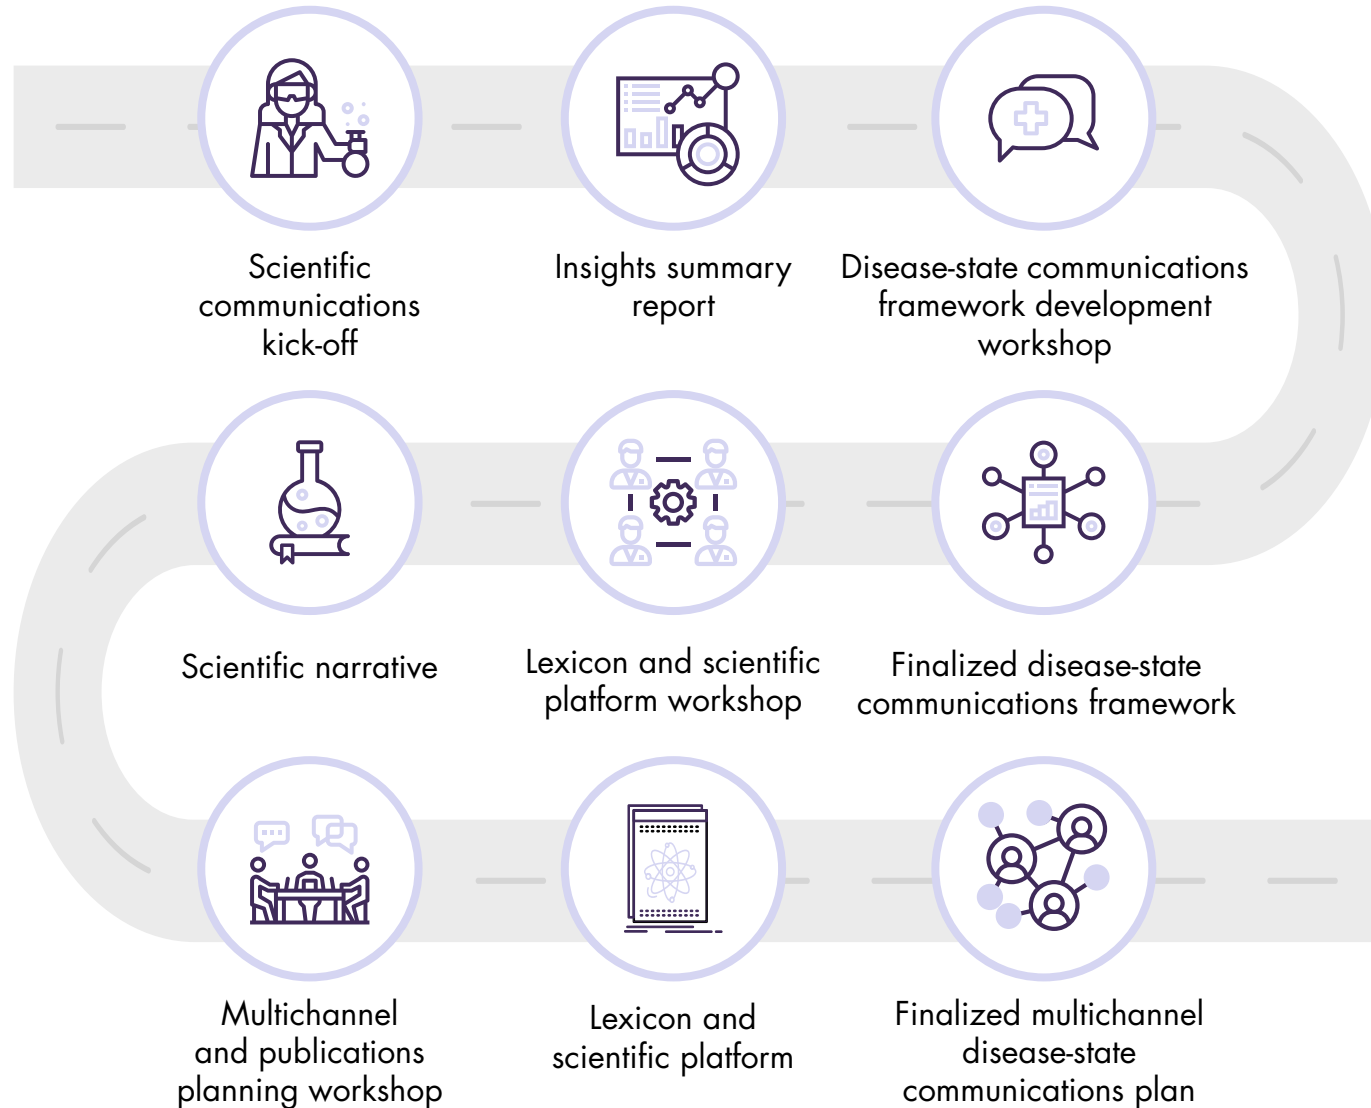 Scientific
communications
kick-off
Insights summary
report
Disease-state communications
framework development
workshop
Scientific narrative
Lexicon and scientific
platform workshop
Finalized disease-state
communications framework
Multichannel
and publications
planning workshop
Lexicon and
scientific platform
Finalized multichannel
disease-state
communications plan